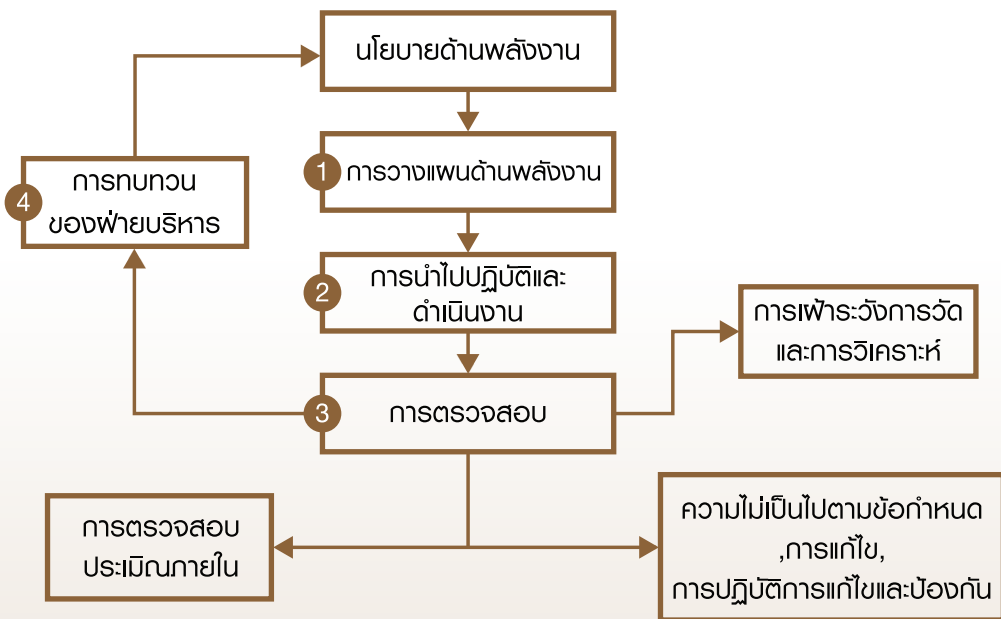 นโยบายด้านพลังงาน
1
การวางแผนด้านพลังงาน
4
การทบทวน
ของฝ่ายบริหาร
2
การนำไปปฏิบัติและ
ดำเนินงาน
การเฝ้าระวังการวัด
และการวิเคราะห์
3
การตรวจสอบ
การตรวจสอบ
ประเมิณภายใน
ความไม่เป็นไปตามข้อกำหนด
,การแก้ไข,
การปฏิบัติการแก้ไขและป้องกัน